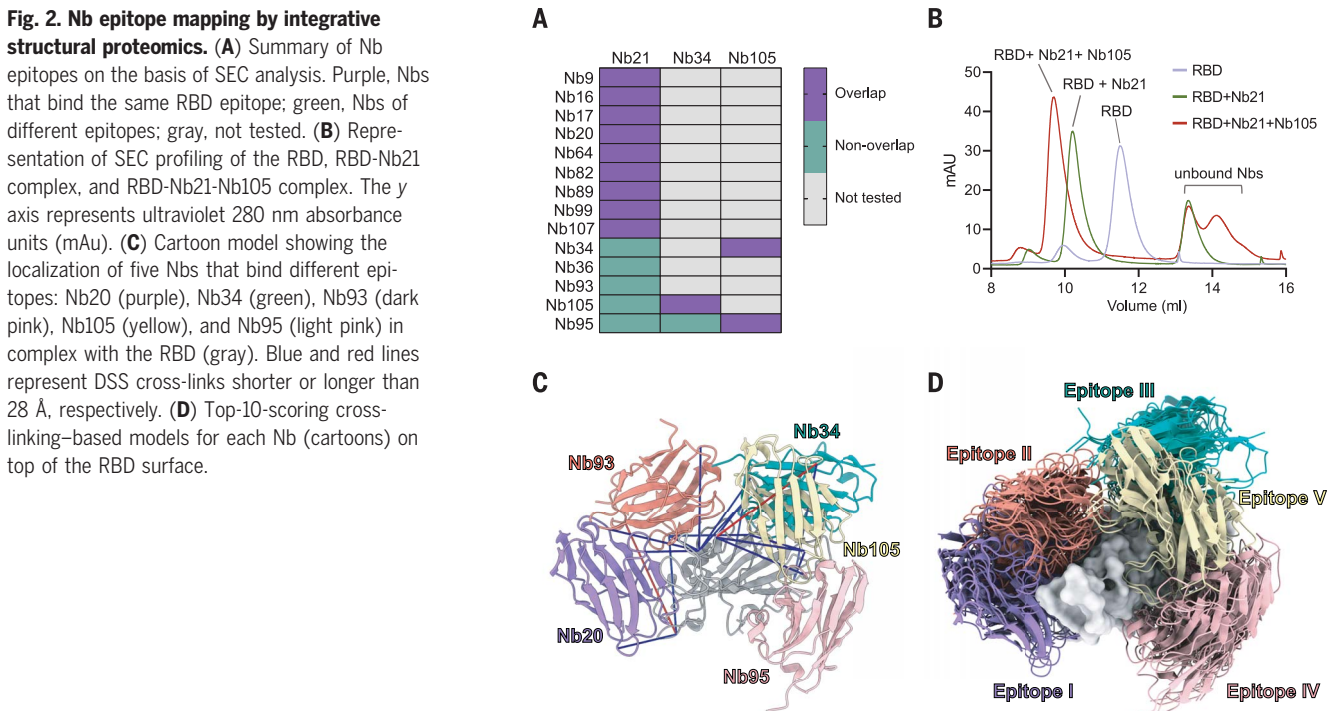 Fig. 2. Nb epitope mapping by integrative
structural proteomics. (A) Summary of Nb
epitopes on the basis of SEC analysis. Purple, Nbs
that bind the same RBD epitope; green, Nbs of
different epitopes; gray, not tested. (B) Repre-
sentation of SEC profiling of the RBD, RBD-Nb21
complex, and RBD-Nb21-Nb105 complex. The y
axis represents ultraviolet 280 nm absorbance
units (mAu). (C) Cartoon model showing the
localization of five Nbs that bind different epi-
topes: Nb20 (purple), Nb34 (green), Nb93 (dark
pink), Nb105 (yellow), and Nb95 (light pink) in
complex with the RBD (gray). Blue and red lines
represent DSS cross-links shorter or longer than
28 Å, respectively. (D) Top-10-scoring cross-
linking–based models for each Nb (cartoons) on
top of the RBD surface.
A
Nb21 Nb34 Nb105
Nb9
Nb16
Nb17
Nb20
Nb64
Nb82
Nb89
Nb99
Nb107
Nb34
Nb36
Nb93
Nb105
Nb95
Overlap
Non-overlap
Not tested
B
RBD+ Nb21+ Nb105
RBD + Nb21
RBD
unbound Nbs
RBD
RBD+Nb21
RBD+Nb21+Nb105
mAU
50
40
30
20
10
0
8 10 12 14 16
Volume (ml)
C
Nb93
Nb34
Nb105
Nb20
Nb95
D
Epitope III
Epitope II
Epitope V
Epitope I
Epitope IV